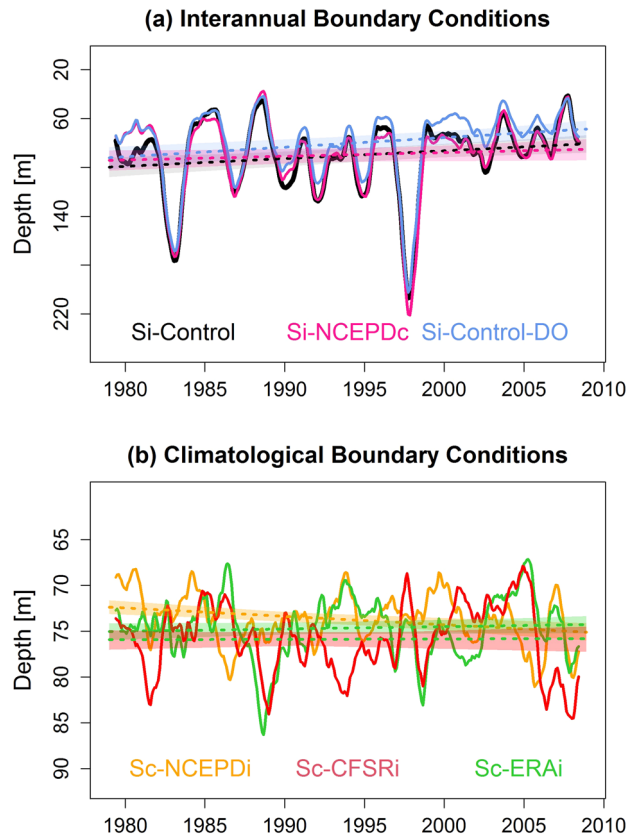 (a) Interannual Boundary Conditions
Depth [m]
20
60
140
220
Si-Control Si-NCEPDc Si-Control-DO
1980 1985 1990 1995 2000 2005 2010
(b) Climatological Boundary Conditions
Depth [m]
65
70
75
80
85
90
Sc-NCEPDi Sc-CFSRi Sc-ERAi
1980 1985 1990 1995 2000 2005 2010